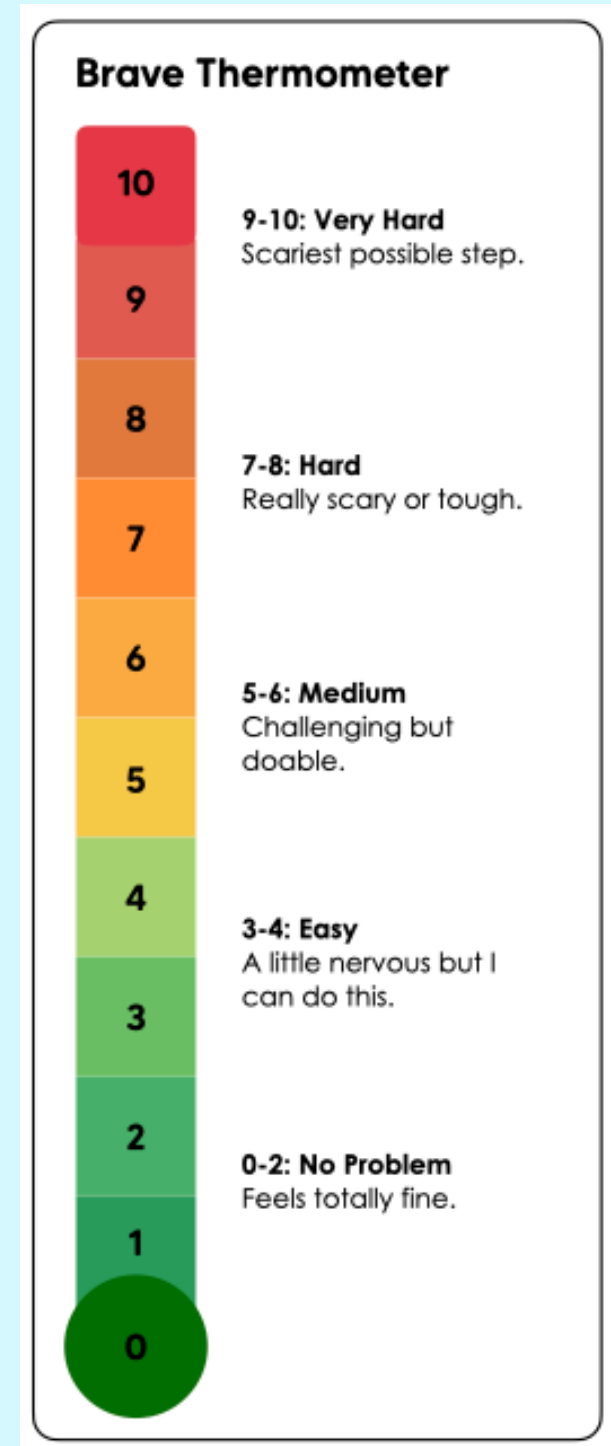 Brave Thermometer
10
9-10: Very Hard
Scariest possible step.
9
8
7-8: Hard
Really scary or tough.
7
6
5-6: Medium
Challenging but
doable.
5
4
3-4: Easy
A little nervous but I
can do this.
3
2
0-2: No Problem
Feels totally fine.
1
0